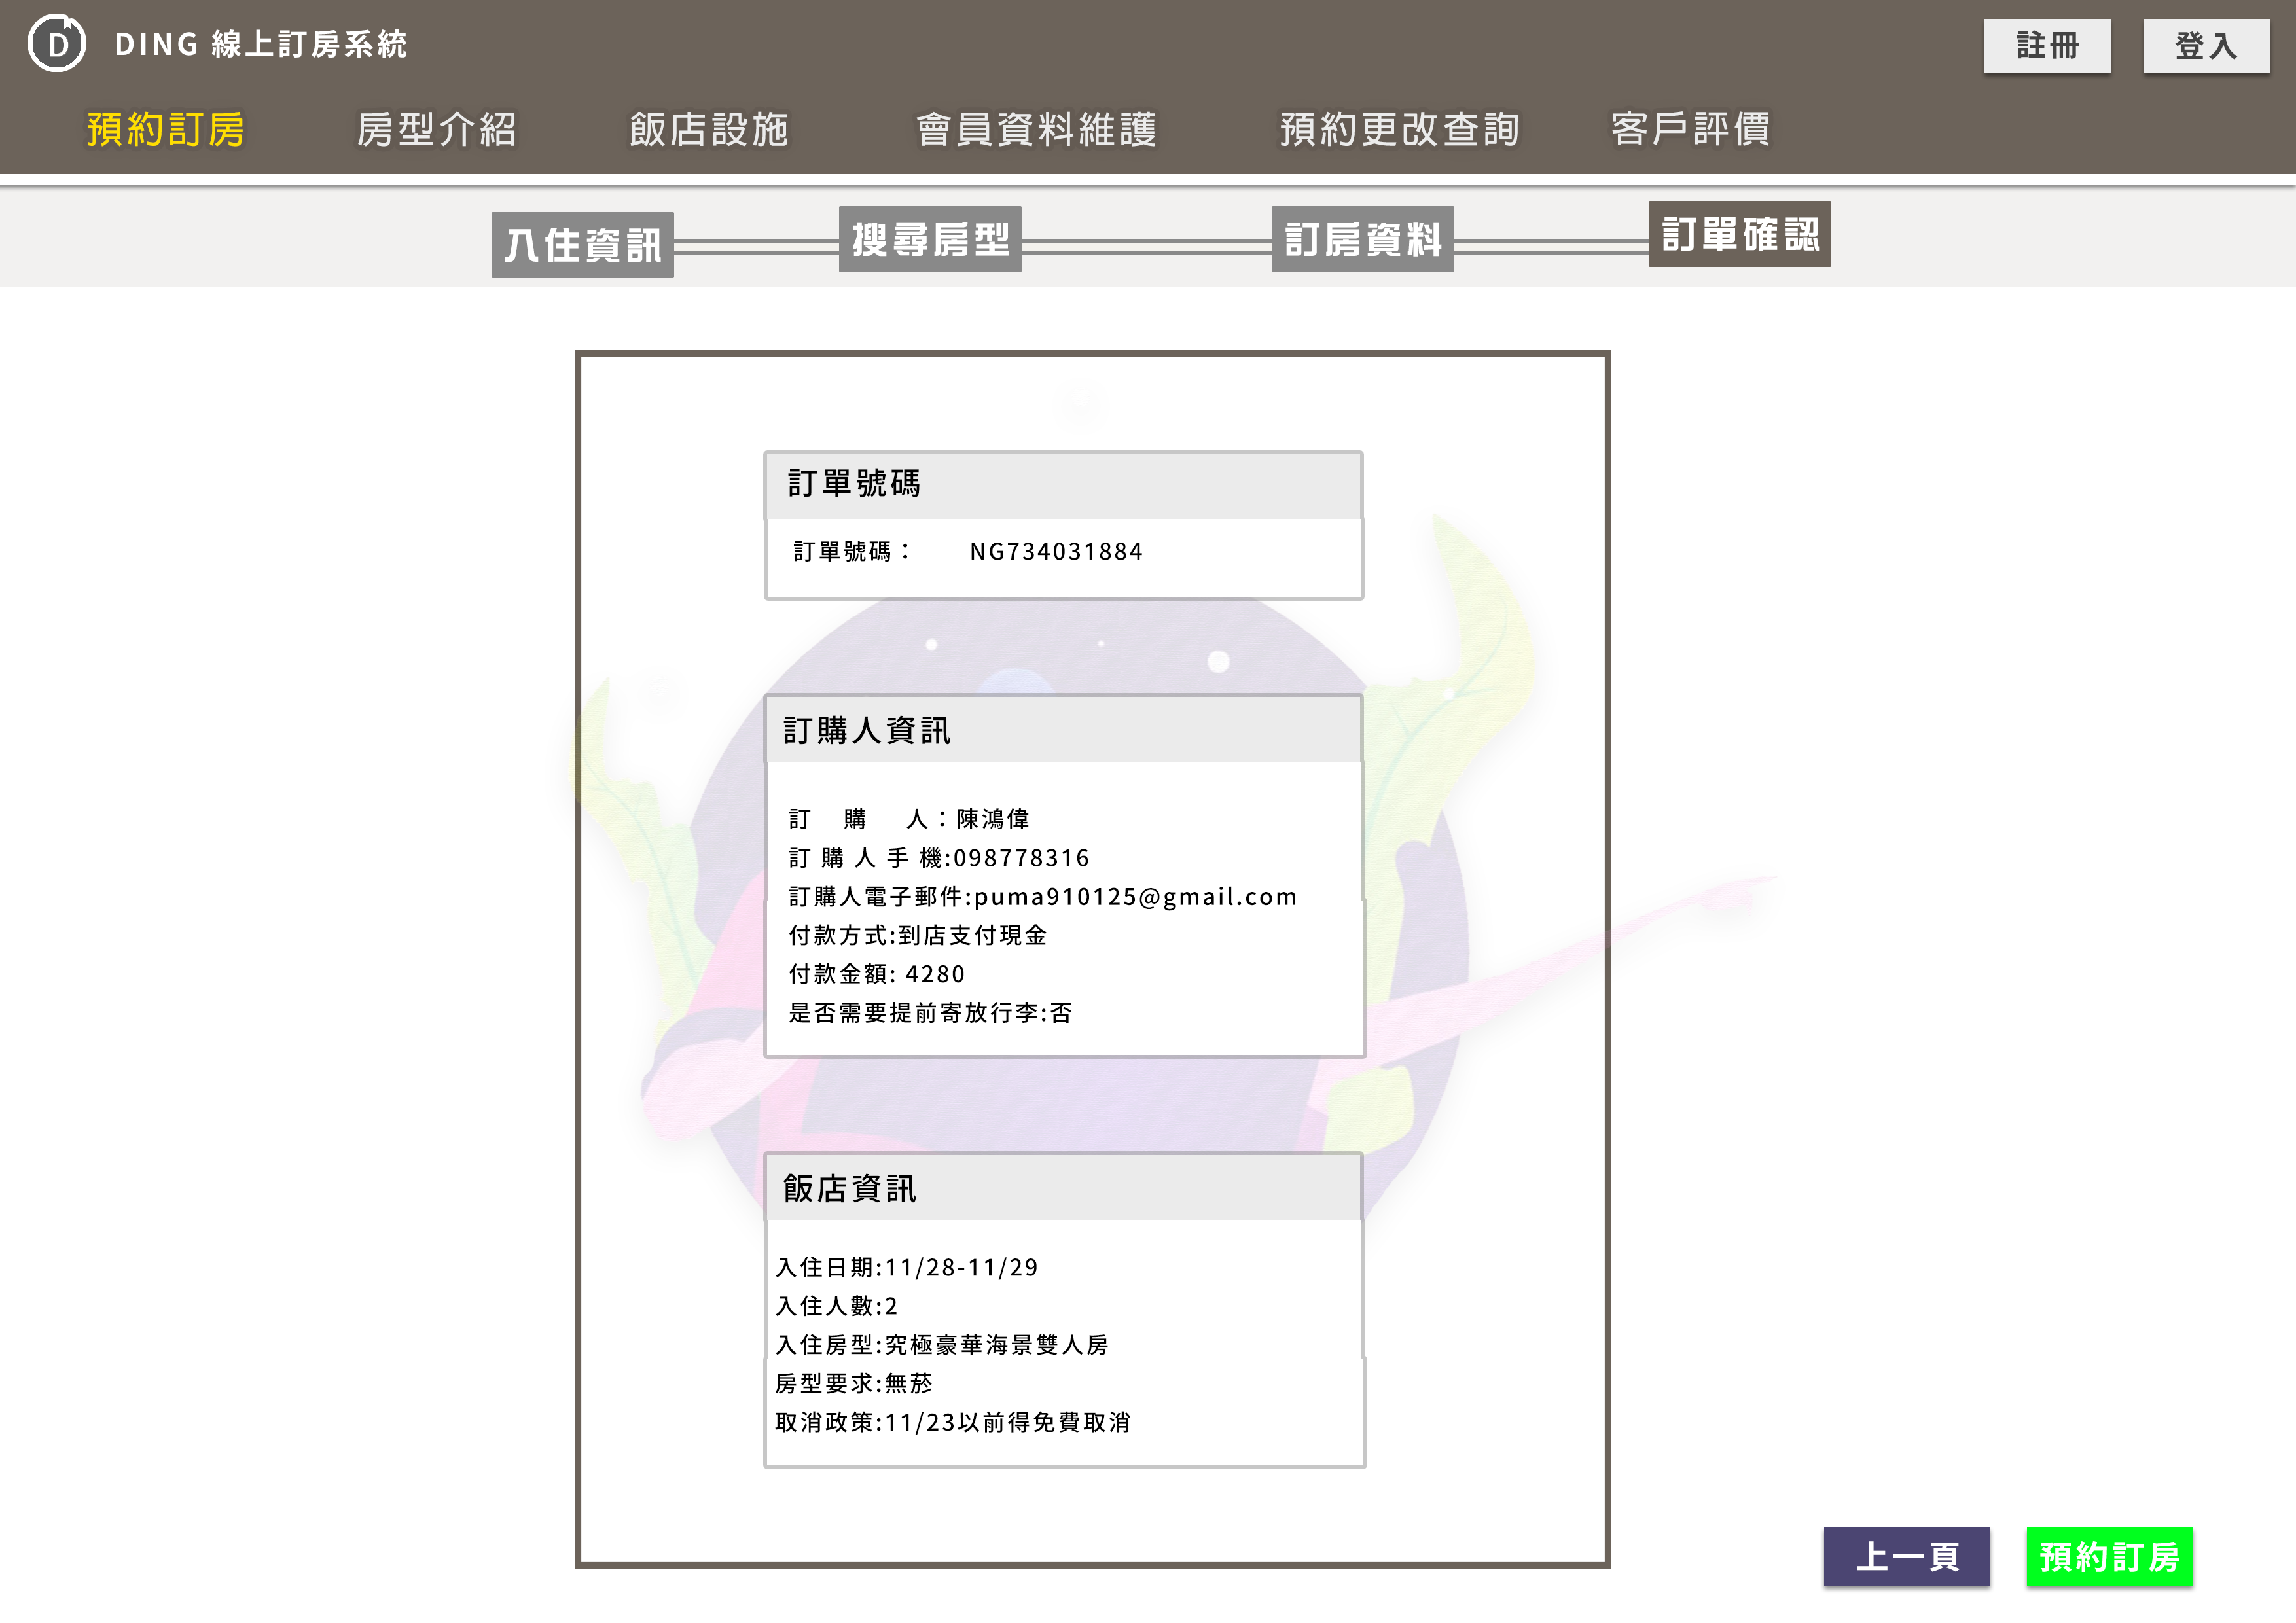 D
DING 線上訂房系統
註冊
登入
預約訂房 房型介紹 飯店設施 會員資料維護 預約更改查詢 客戶評價
入住資訊 搜尋房型 訂房資料 訂單確認
訂單號碼
訂單號碼： NG734031884
訂購人資訊
訂 購 人：陳鴻偉
訂 購 人 手 機:098778316
訂購人電子郵件:puma910125@gmail.com
付款方式:到店支付現金
付款金額: 4280
是否需要提前寄放行李:否
飯店資訊
入住日期:11/28-11/29
入住人數:2
入住房型:究極豪華海景雙人房
房型要求:無菸
取消政策:11/23以前得免費取消
上一頁
預約訂房